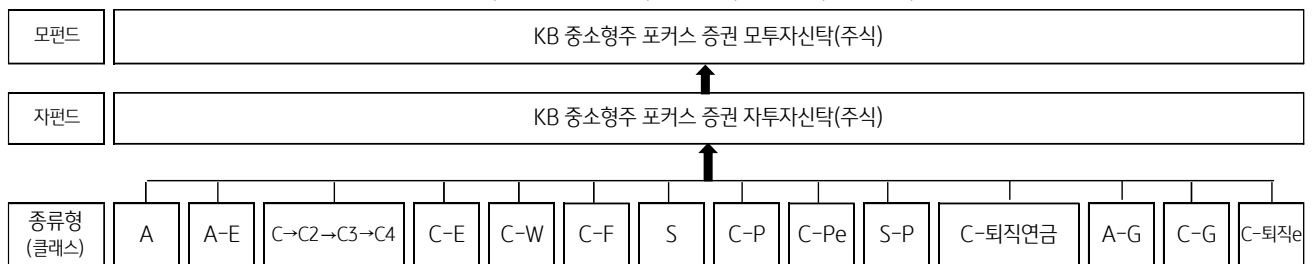 모펀드
KB 중소형주 포커스 증권 모투자신탁(주식)
자펀드
KB 중소형주 포커스 증권 자투자신탁(주식)
종류형
(클래스)
A
A-E
C→C2→C3→C4
C-E
C-W
C-F
S
C-P
C-Pe
S-P
C-퇴직연금
A-G
C-G
C-퇴직e